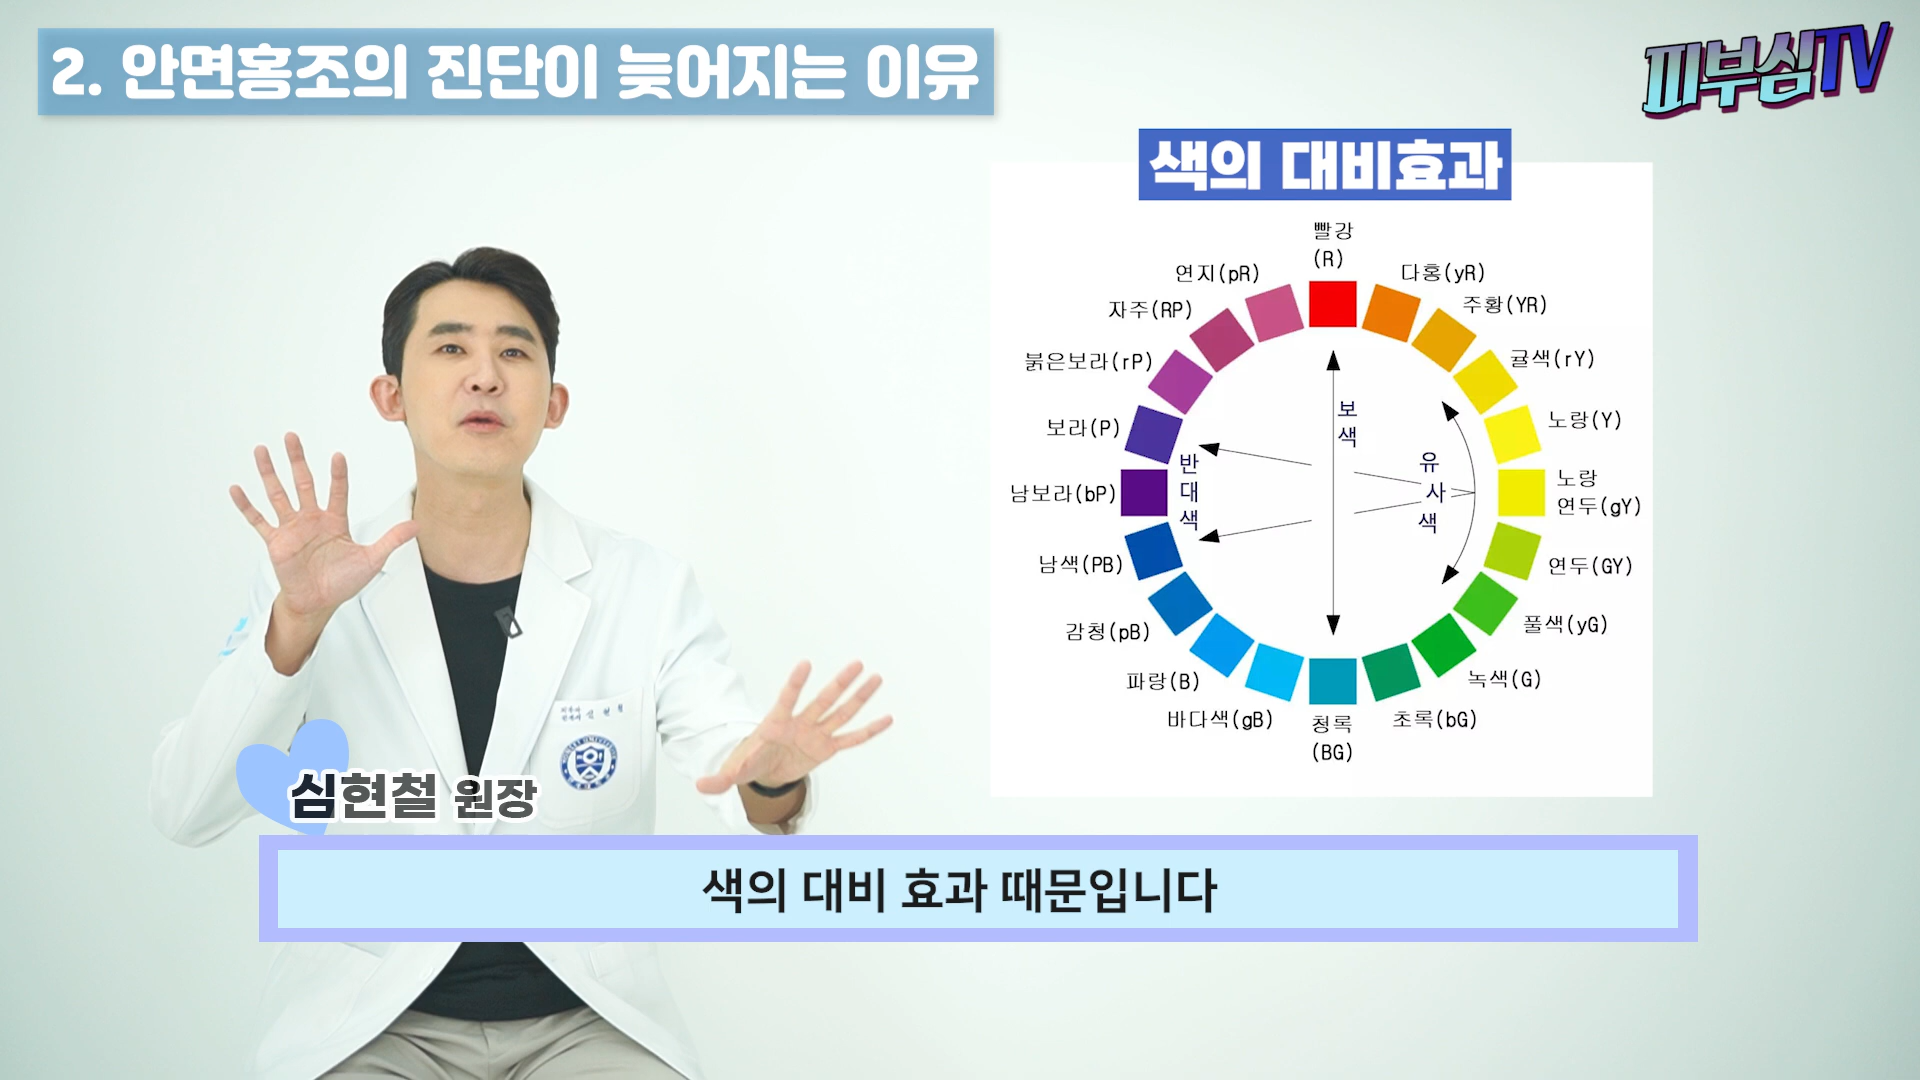 2. 안면홍조의 진단이 늦어지는 이유
피부심TV
색의 대비효과
빨강
(R)
연지(pR)
다홍(yR)
자주(RP)
주황(YR)
붉은보라(rP)
귤색(rY)
보라(P)
노랑(Y)
남보라(bP)
노랑
연두(gY)
남색(PB)
연두(GY)
감청(pB)
풀색(yG)
파랑(B)
녹색(G)
바다색(gB)
청록
(BG)
초록(bG)
보색
반대색
유사색
심현철 원장
색의 대비 효과 때문입니다